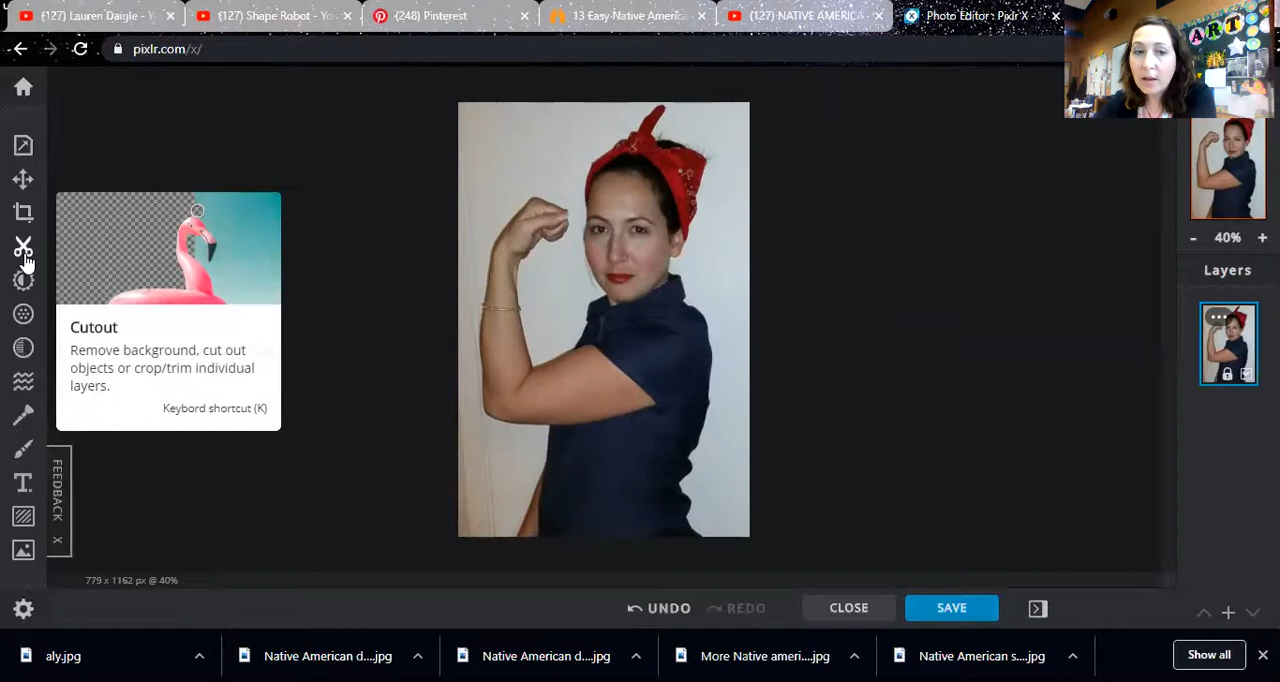 (127) Lauren Daigle - Y
(127) Shape Robot - Yo
(248) Pinterest
13 Easy Native Americ
(127) NATIVE AMERICA
Photo Editor : Pixlr X -
pixlr.com/x/
ART
40%
Layers
Cutout
Remove background, cut out
objects or crop/trim individual
layers.
Keybord shortcut (K)
FEEDBACK X
779 x 1162 px @ 40%
UNDO
REDO
CLOSE
SAVE
aly.jpg
Native American d....jpg
Native American d....jpg
More Native ameri....jpg
Native American s....jpg
Show all